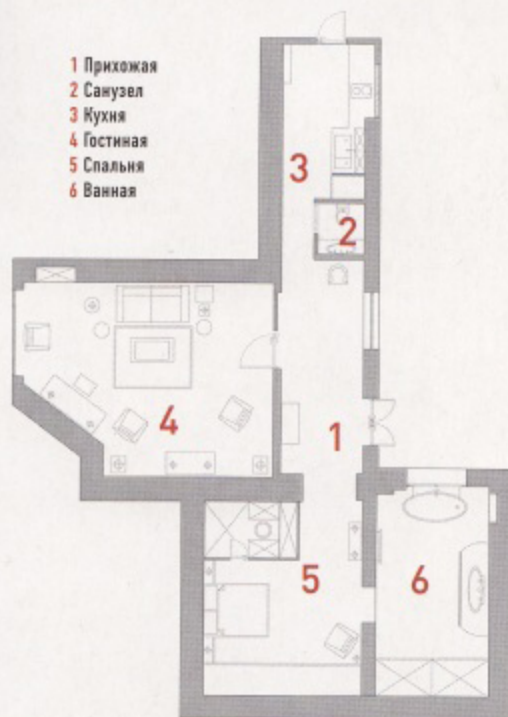 1 Прихожая
2 Санузел
3 Кухня
4 Гостиная
5 Спальня
6 Ванная
3
2
4
1
5
6